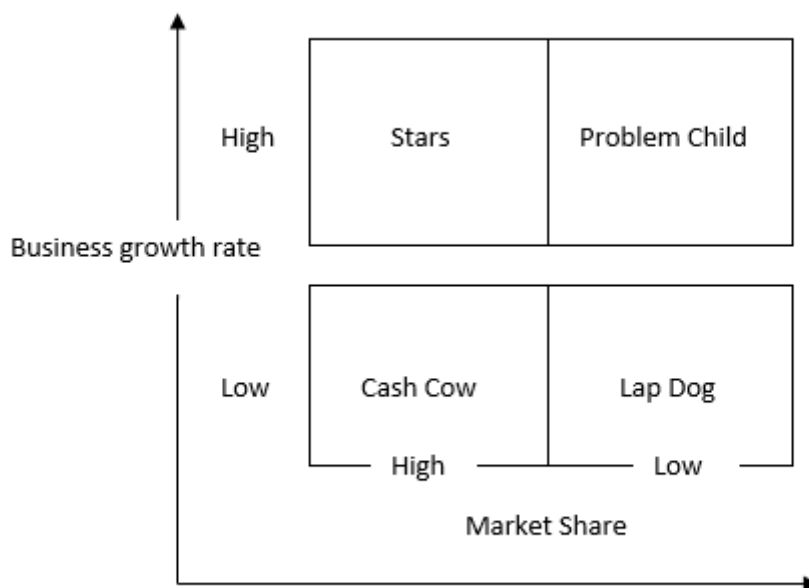 High Stars Problem Child
Business growth rate
Low Cash Cow Lap Dog
High Low
Market Share